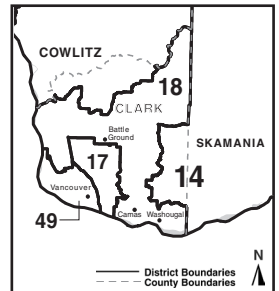 COWLITZ
18
CLARK
Battle
Ground
SKAMANIA
17
14
Vancouver
49
Camas
Washougal
N
District Boundaries
County Boundaries